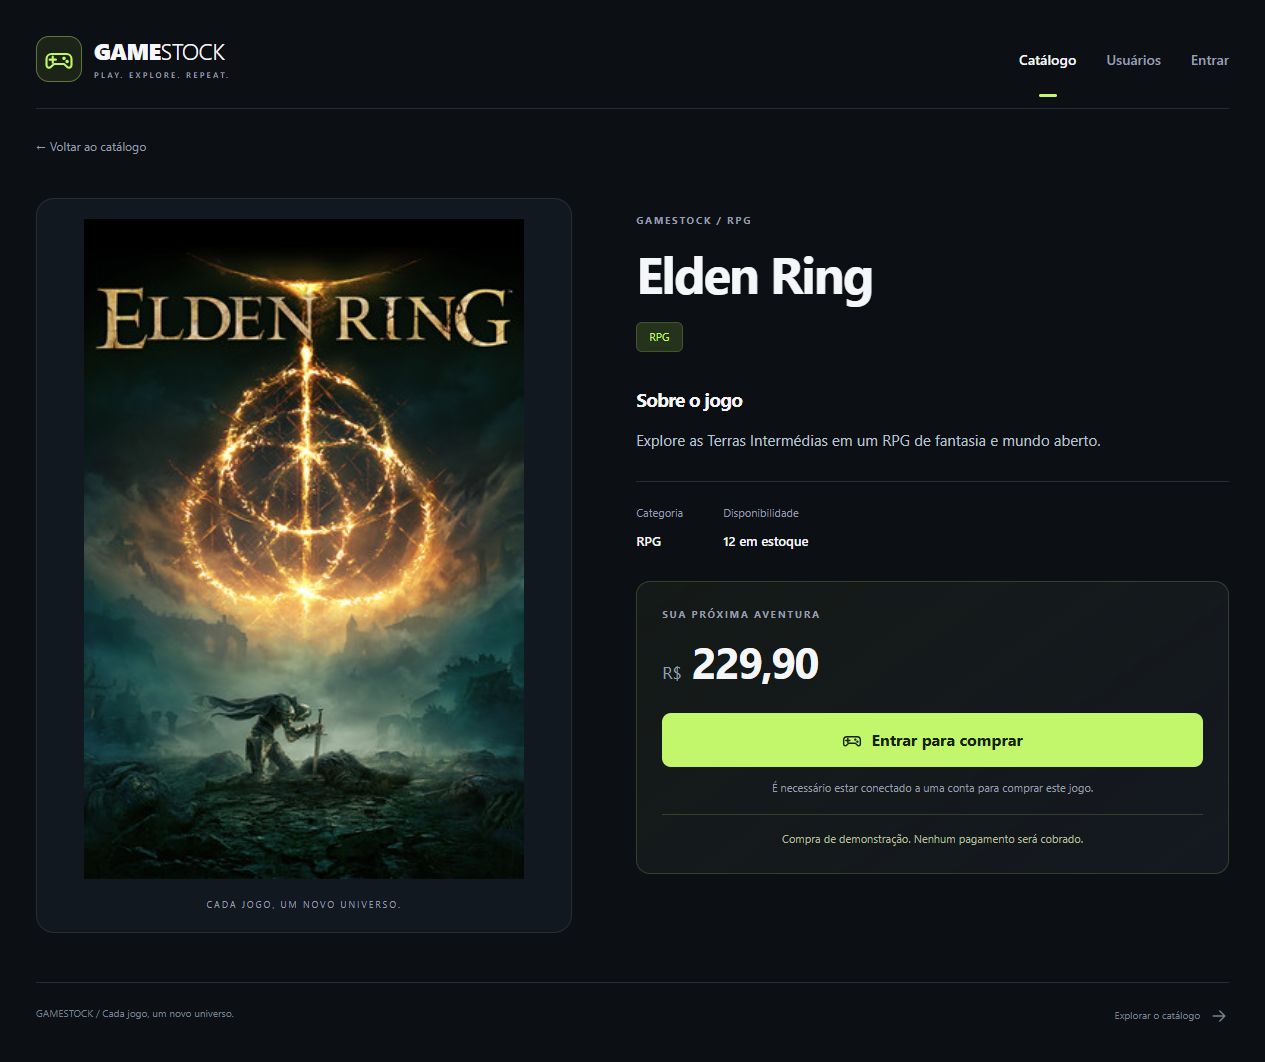 GAMESTOCK
PLAY. EXPLORE. REPEAT.
Catálogo
Usuários
Entrar
← Voltar ao catálogo
ELDEN RING
CADA JOGO, UM NOVO UNIVERSO.
GAMESTOCK / RPG
Elden Ring
RPG
Sobre o jogo
Explore as Terras Intermédias em um RPG de fantasia e mundo aberto.
Categoria
RPG
Disponibilidade
12 em estoque
SUA PRÓXIMA AVENTURA
R$ 229,90
Entrar para comprar
É necessário estar conectado a uma conta para comprar este jogo.
Compra de demonstração. Nenhum pagamento será cobrado.
GAMESTOCK / Cada jogo, um novo universo.
Explorar o catálogo →